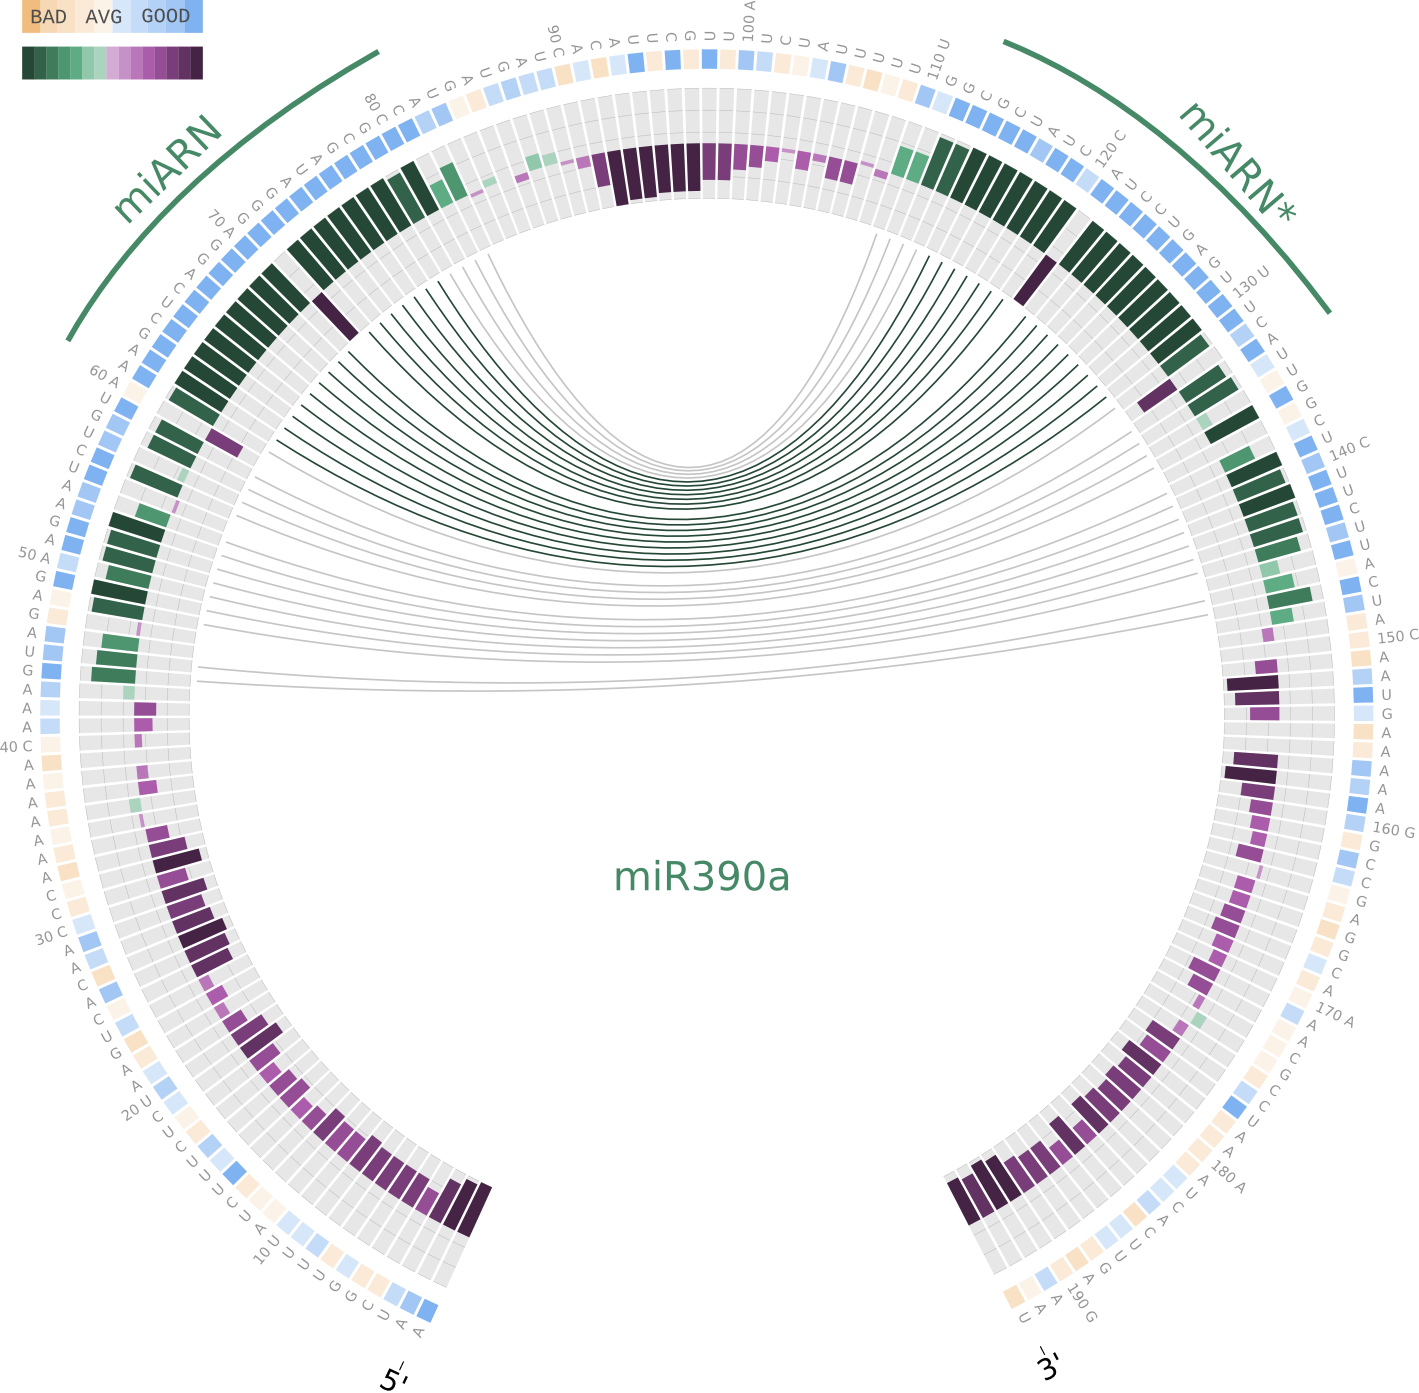 BAD AVG GOOD
miARN
miARN*
miR390a
5'
A A U C G G U U U
10 U A U C U U U C U C
20 U A A G U C A C A A
30 C C C A A A A A A A
40 C A A A G U A G A G
50 A A G A A U C U G U
60 A A A G C U C A G G
70 A G G G A U A G C G
80 C C A U G A U G A U
90 C A C A U U C G U U
100 A U C U A U U U U U
110 U G G C G C U A U C
120 C A U C C U G A G U
130 U U C A U U G G C U
140 C U U C U U A C U A
150 C A A U G A A A A A
160 G G C C G A G G C A
170 A A A C G C C U A A
180 A A U C A C U U G A
190 G A A U
3'